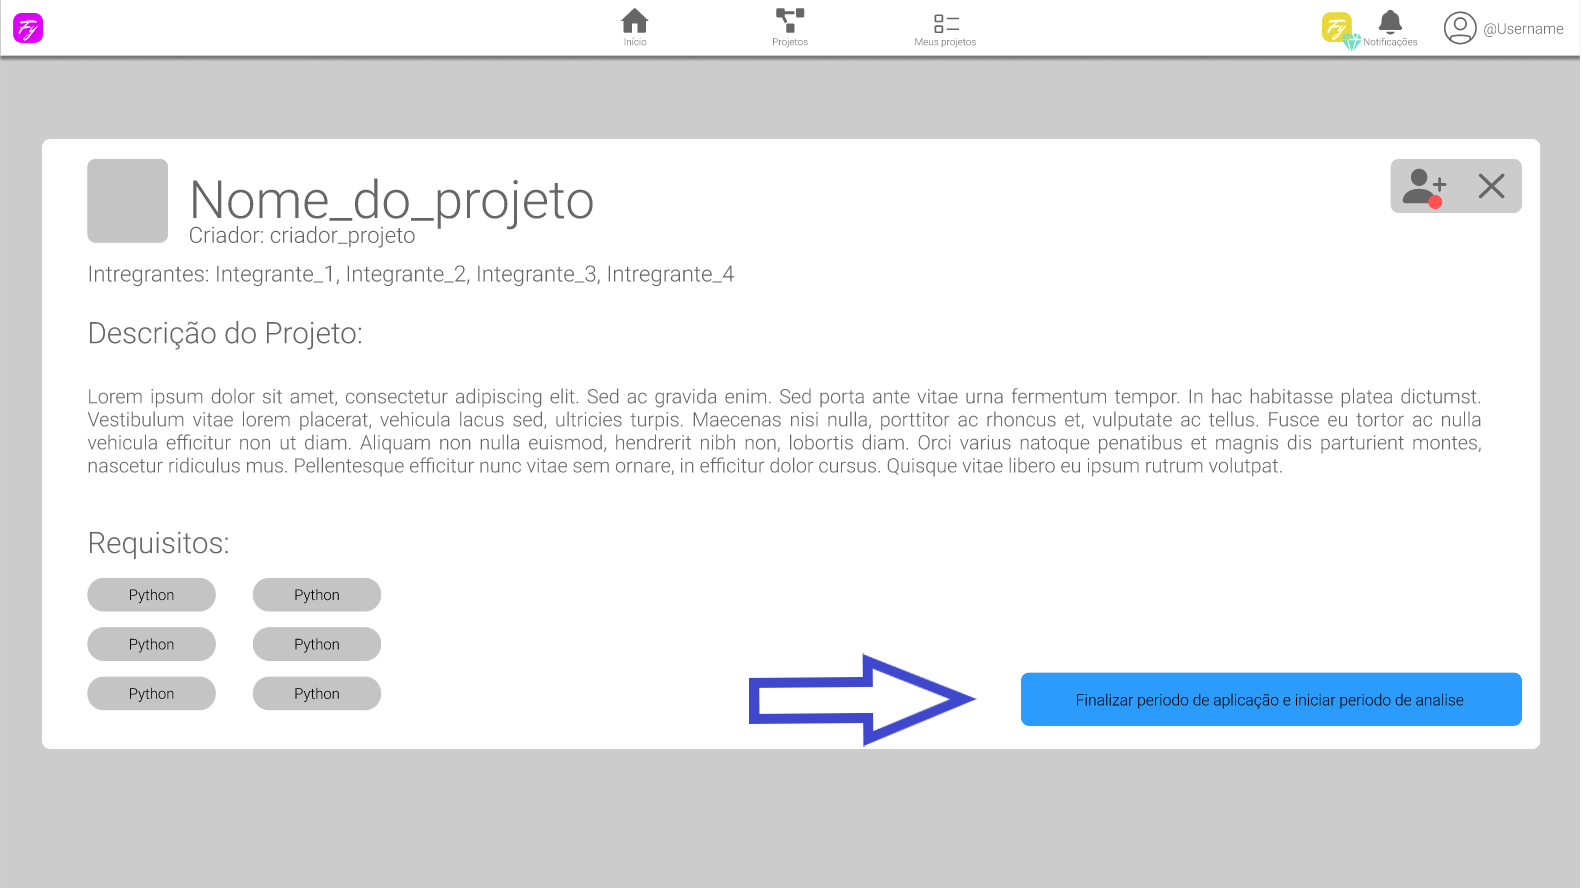 Fy
Início
Projetos
Meus projetos
Fy
Notificações
@Username
Nome_do_projeto
Criador: criador_projeto
Intregrantes: Integrante_1, Integrante_2, Integrante_3, Intregrante_4
Descrição do Projeto:
Lorem ipsum dolor sit amet, consectetur adipiscing elit. Sed ac gravida enim. Sed porta ante vitae urna fermentum tempor. In hac habitasse platea dictumst.
Vestibulum vitae lorem placerat, vehicula lacus sed, ultricies turpis. Maecenas nisi nulla, porttitor ac rhoncus et, vulputate ac tellus. Fusce eu tortor ac nulla
vehicula efficitur non ut diam. Aliquam non nulla euismod, hendrerit nibh non, lobortis diam. Orci varius natoque penatibus et magnis dis parturient montes,
nascetur ridiculus mus. Pellentesque efficitur nunc vitae sem ornare, in efficitur dolor cursus. Quisque vitae libero eu ipsum rutrum volutpat.
Requisitos:
Python Python
Python Python
Python Python
Finalizar periodo de aplicação e iniciar periodo de analise